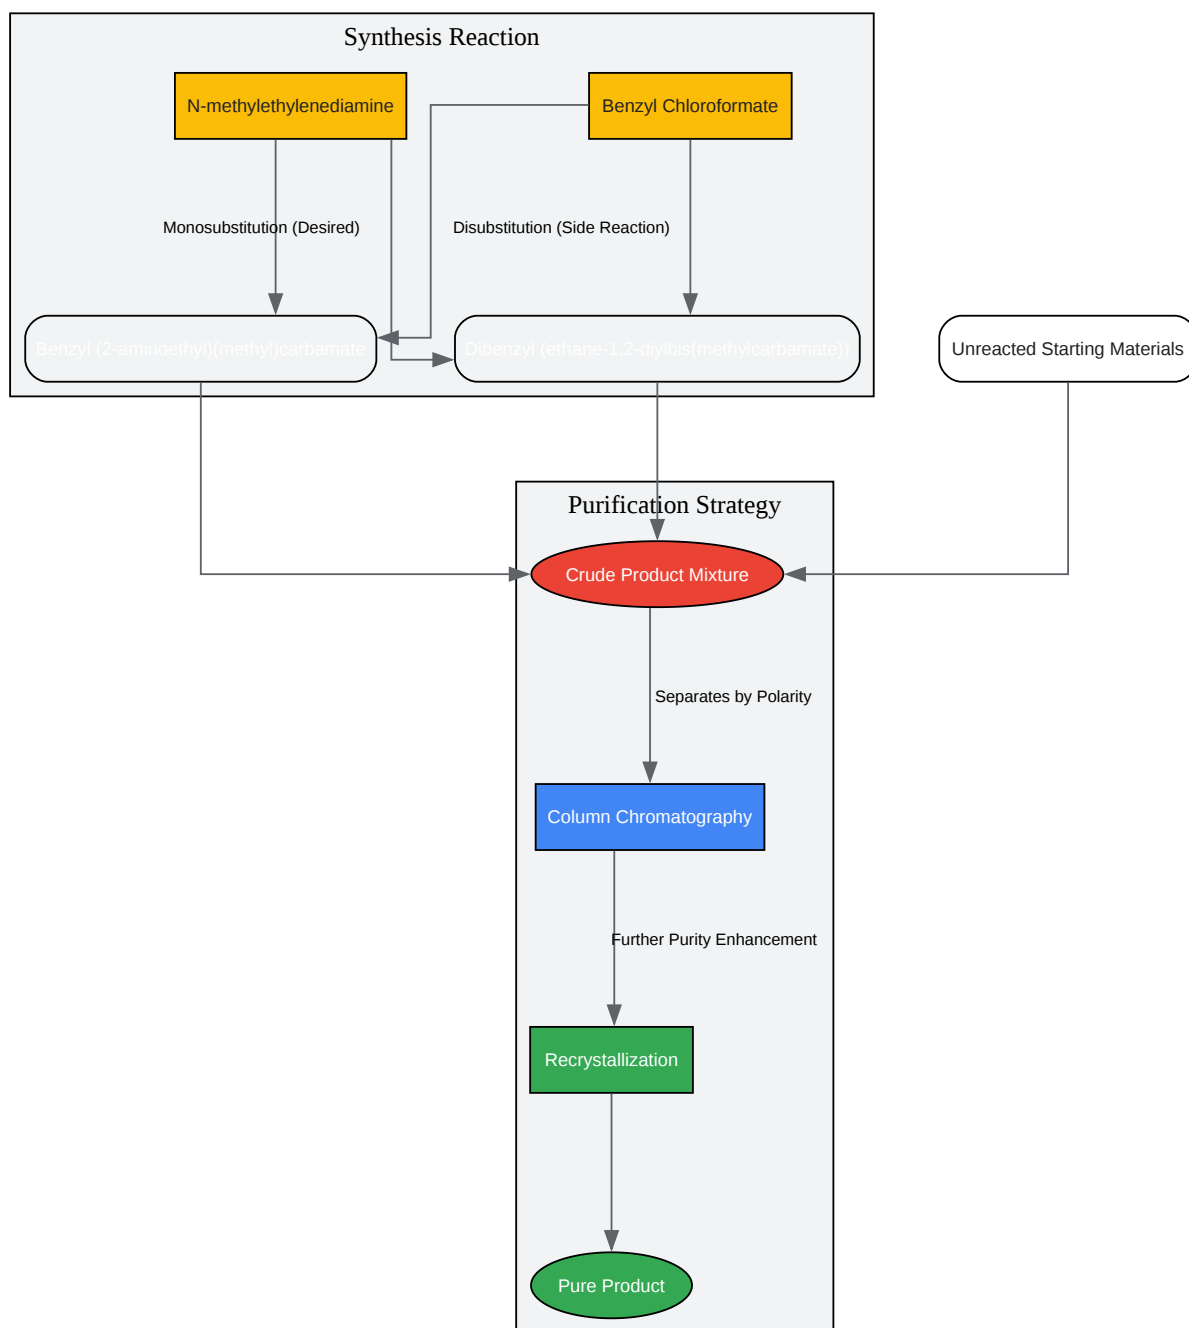 Synthesis Reaction
N-methylethylenediamine
Benzyl Chloroformate
Monosubstitution (Desired)
Disubstitution (Side Reaction)
Benzyl (2-aminoethyl)(methyl)carbamate
Dibenzyl (ethane-1,2-diylbis(methylcarbamate))
Unreacted Starting Materials
Purification Strategy
Crude Product Mixture
Separates by Polarity
Column Chromatography
Further Purity Enhancement
Recrystallization
Pure Product